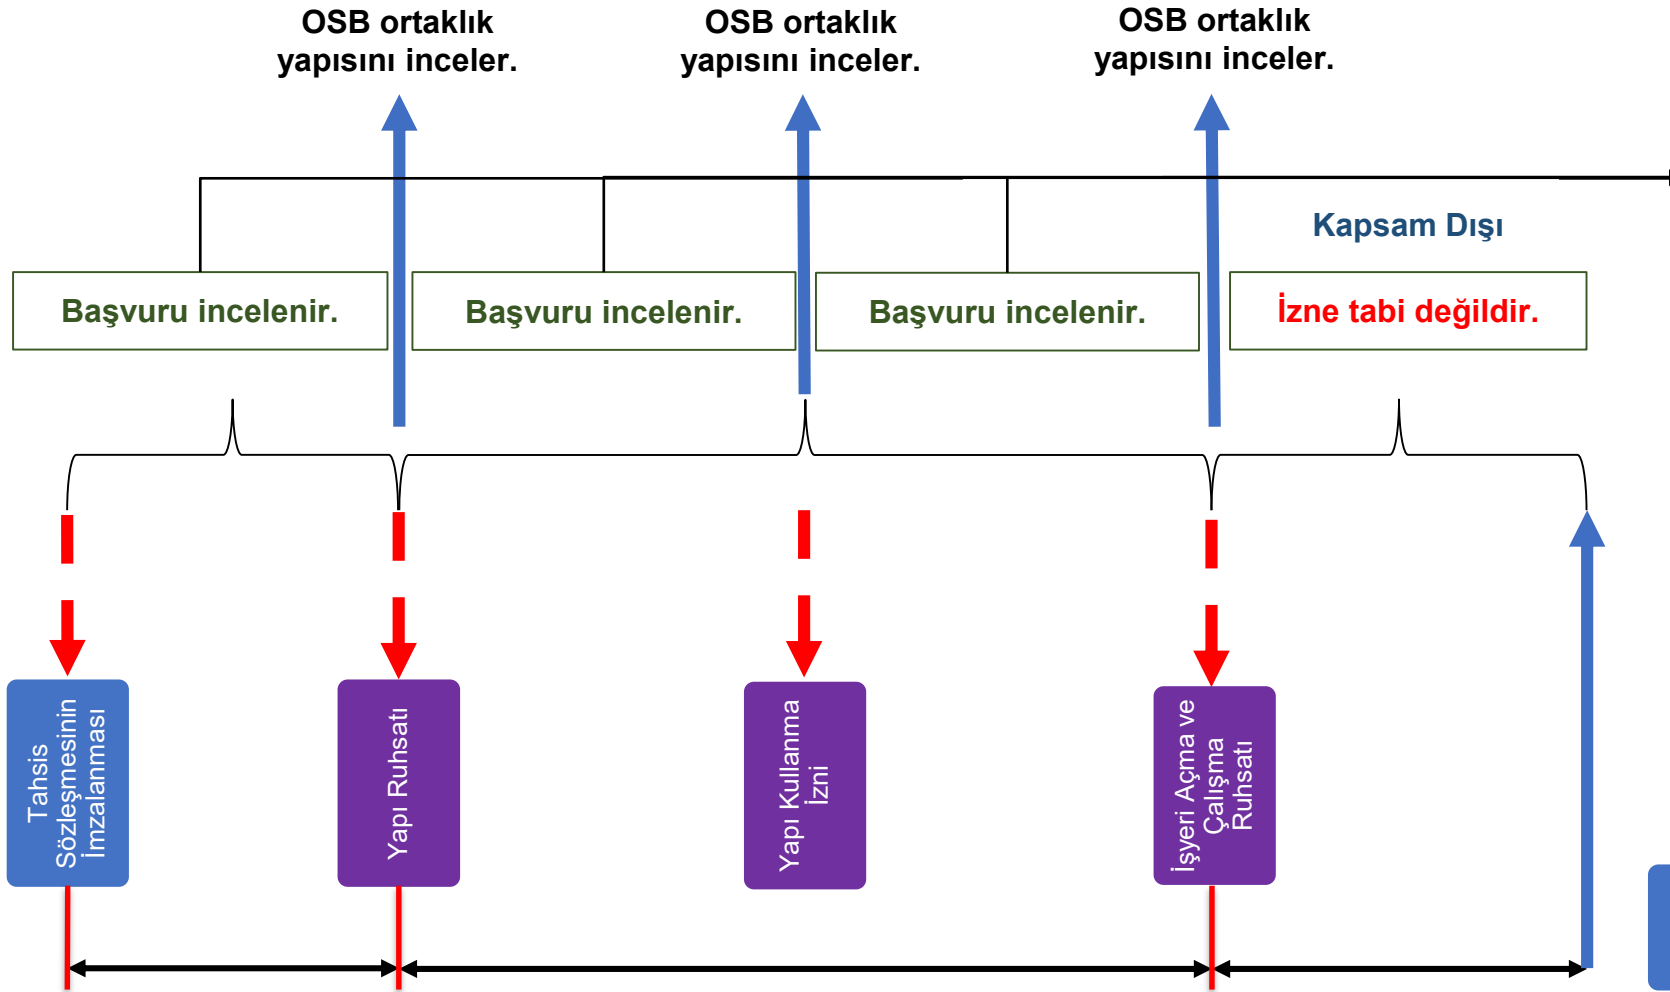 OSB ortaklık
yapısını inceler.
OSB ortaklık
yapısını inceler.
OSB ortaklık
yapısını inceler.
Kapsam Dışı
Başvuru incelenir.
Başvuru incelenir.
Başvuru incelenir.
İzne tabi değildir.
Tahsis
Sözleşmesinin
İmzalanması
Yapı Ruhsatı
Yapı Kullanma
İzni
İşyeri Açma ve
Çalışma
Ruhsatı